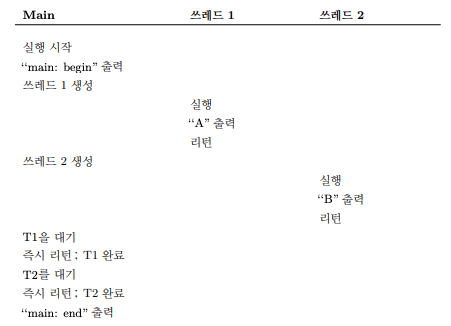 Main 쓰레드 1 쓰레드 2
실행 시작
“main: begin” 출력
쓰레드 1 생성
실행
“A” 출력
리턴
쓰레드 2 생성
실행
“B” 출력
리턴
T1을 대기
즉시 리턴; T1 완료
T2를 대기
즉시 리턴; T2 완료
“main: end” 출력